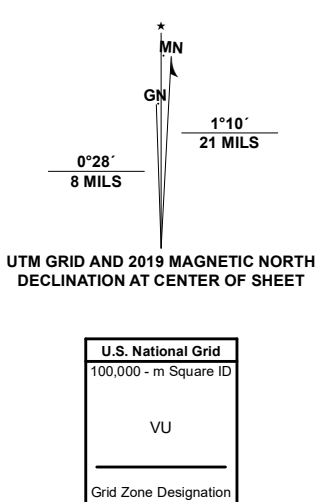 ★
MN
GN
1°10´
21 MILS
0°28´
8 MILS
UTM GRID AND 2019 MAGNETIC NORTH
DECLINATION AT CENTER OF SHEET
U.S. National Grid
100,000 - m Square ID
VU
Grid Zone Designation